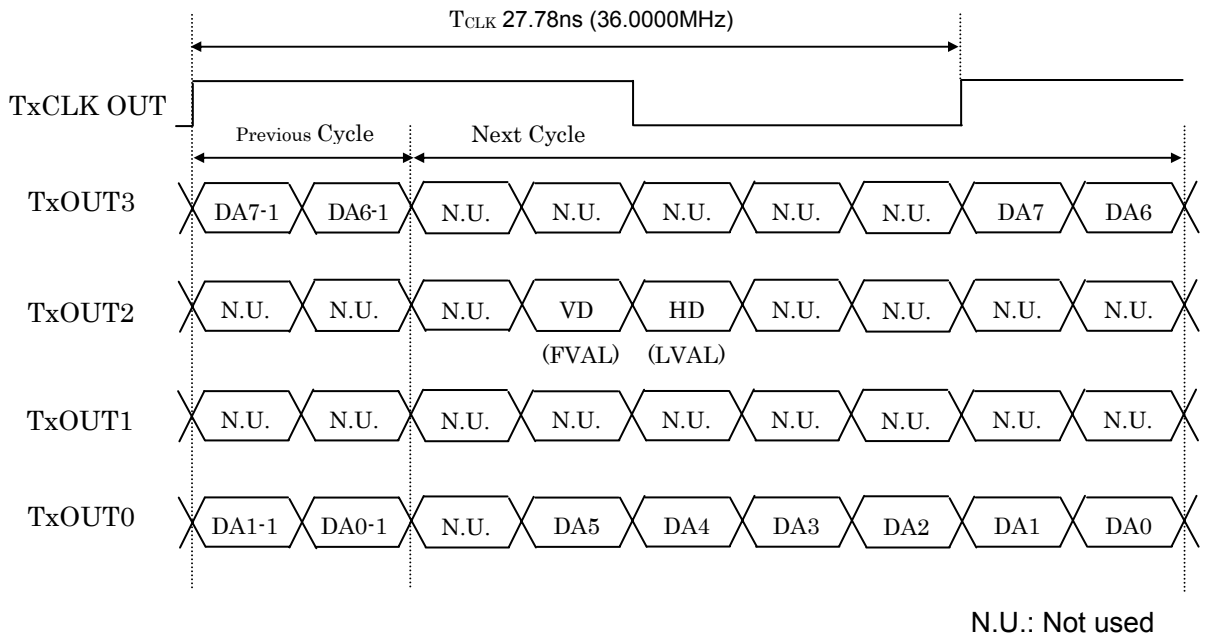 TCLK 27.78ns (36.0000MHz)
TxCLK OUT
Previous Cycle Next Cycle
TxOUT3 DA7-1 DA6-1 N.U. N.U. N.U. N.U. N.U. DA7 DA6
TxOUT2 N.U. N.U. N.U. VD HD N.U. N.U. N.U. N.U.
(FVAL) (LVAL)
TxOUT1 N.U. N.U. N.U. N.U. N.U. N.U. N.U. N.U. N.U.
TxOUT0 DA1-1 DA0-1 N.U. DA5 DA4 DA3 DA2 DA1 DA0
N.U.: Not used